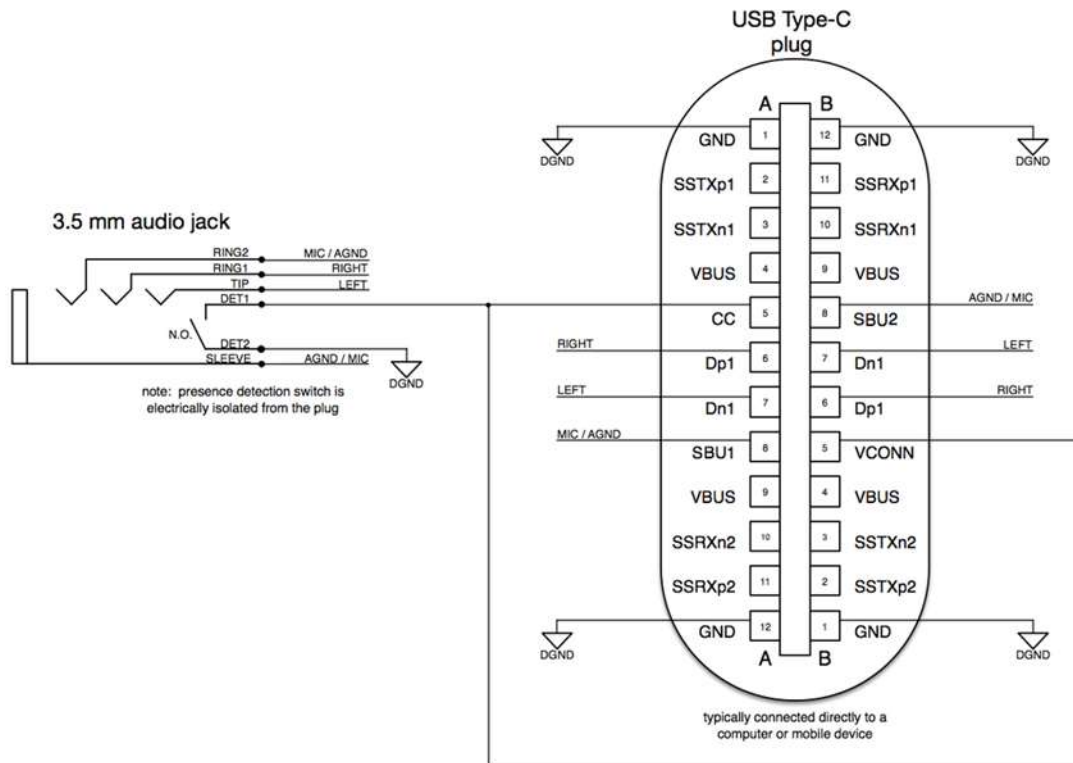 USB Type-C
plug
A B
GND 1 12 GND
DGND DGND
SSTXp1 2 11 SSRXp1
3.5 mm audio jack
SSTXn1 3 10 SSRXn1
RING2 MIC / AGND
RING1 RIGHT
TIP LEFT
VBUS 4 9 VBUS
DET1
AGND / MIC
CC 5 8 SBU2
N.O.
DET2
SLEEVE AGND / MIC
DGND
RIGHT LEFT
Dp1 6 7 Dn1
note: presence detection switch is
electrically isolated from the plug
LEFT RIGHT
Dn1 7 6 Dp1
MIC / AGND
SBU1 8 5 VCONN
VBUS 9 4 VBUS
SSRXn2 10 3 SSTXn2
SSRXp2 11 2 SSTXp2
GND 12 1 GND
DGND DGND
A B
typically connected directly to a
computer or mobile device